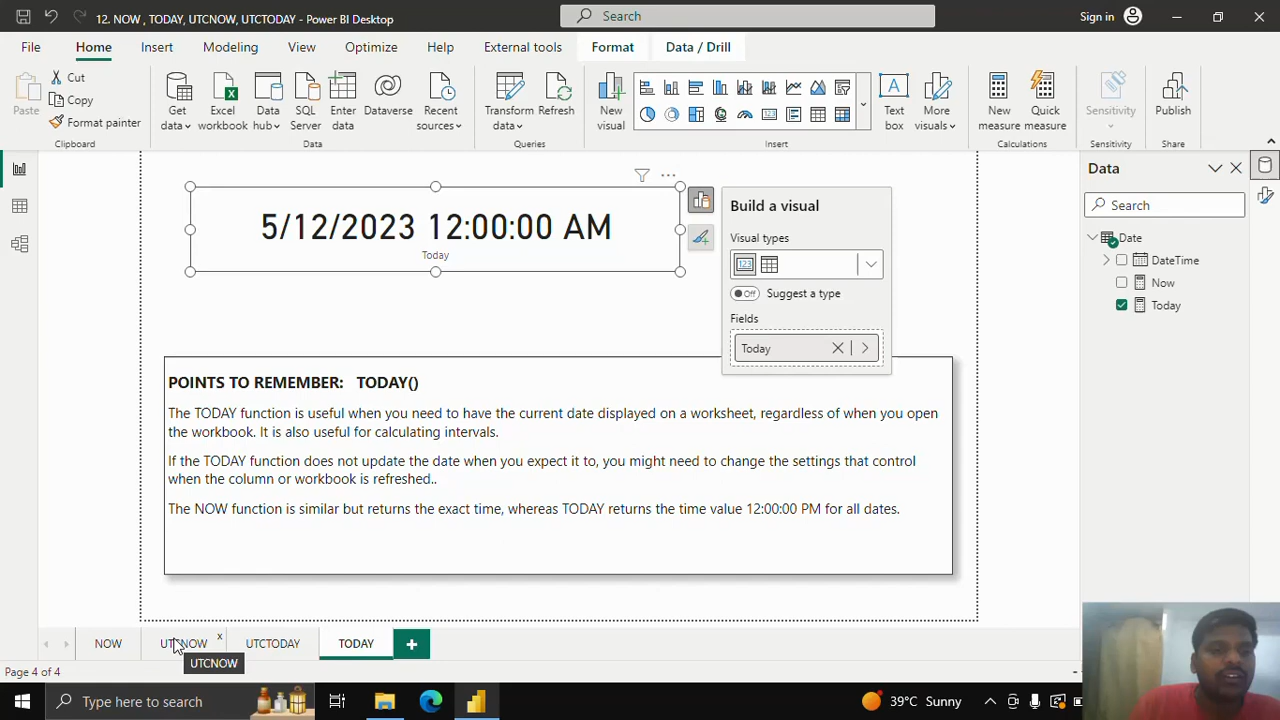 12. NOW , TODAY, UTCNOW, UTCTODAY - Power BI Desktop
Search
Sign in
File
Home
Insert
Modeling
View
Optimize
Help
External tools
Format
Data / Drill
Paste
Cut
Copy
Format painter
Clipboard
Get data
Excel workbook
Data hub
SQL Server
Enter data
Dataverse
Recent sources
Data
Transform data
Refresh
Queries
New visual
Text box
More visuals
Insert
New measure
Quick measure
Calculations
Sensitivity
Sensitivity
Publish
Share
5/12/2023 12:00:00 AM
Today
Build a visual
Visual types
123
Off
Suggest a type
Fields
Today
POINTS TO REMEMBER: TODAY()
The TODAY function is useful when you need to have the current date displayed on a worksheet, regardless of when you open
the workbook. It is also useful for calculating intervals.
If the TODAY function does not update the date when you expect it to, you might need to change the settings that control
when the column or workbook is refreshed..
The NOW function is similar but returns the exact time, whereas TODAY returns the time value 12:00:00 PM for all dates.
Data
Search
Date
DateTime
Now
Today
NOW
UTCNOW
x
UTCTODAY
TODAY
UTCNOW
Page 4 of 4
Type here to search
39°C Sunny